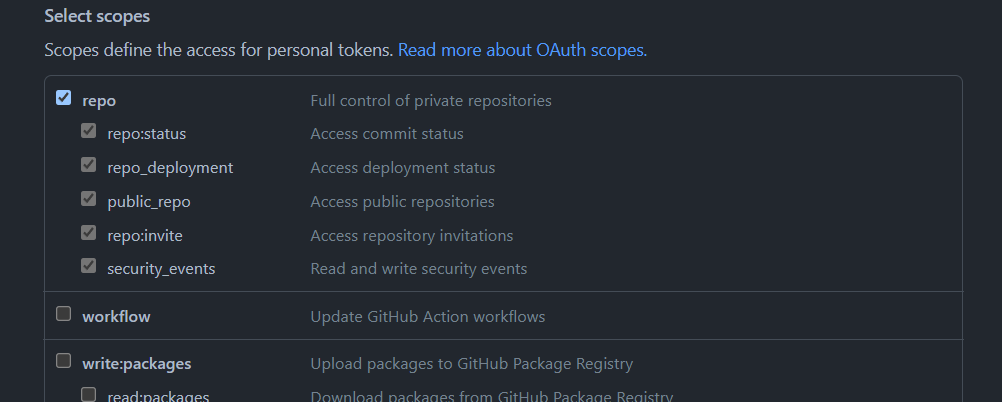 Select scopes
Scopes define the access for personal tokens. Read more about OAuth scopes.
repo Full control of private repositories
repo:status Access commit status
repo_deployment Access deployment status
public_repo Access public repositories
repo:invite Access repository invitations
security_events Read and write security events
workflow Update GitHub Action workflows
write:packages Upload packages to GitHub Package Registry
read:packages Download packages from GitHub Package Registry